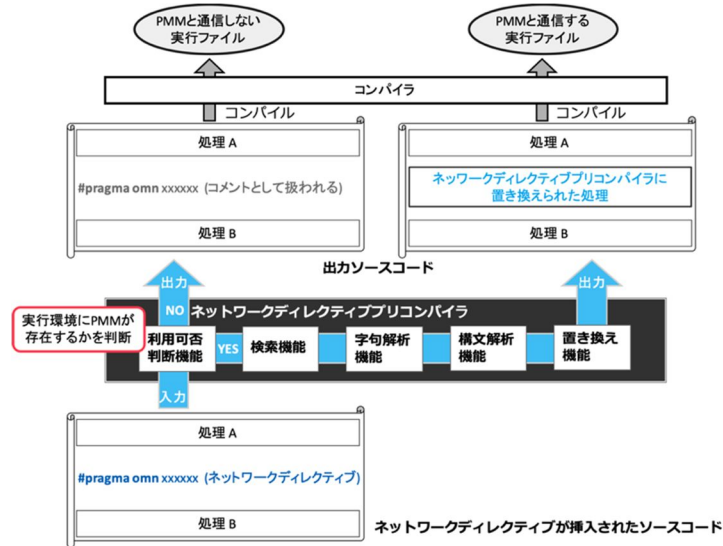 PMMと通信しない
実行ファイル
PMMと通信する
実行ファイル
コンパイラ
コンパイル
コンパイル
処理 A
#pragma omn xxxxxx (コメントとして扱われる)
処理 B
処理 A
ネッワークディレクティブプリコンパイラに
置き換えられた処理
処理 B
出力ソースコード
出力
出力
NO
ネットワークディレクティブプリコンパイラ
実行環境にPMMが
存在するかを判断
利用可否
判断機能
YES
検索機能
字句解析
機能
構文解析
機能
置き換え
機能
入力
処理 A
#pragma omn xxxxxx (ネットワークディレクティブ)
処理 B
ネットワークディレクティブが挿入されたソースコード